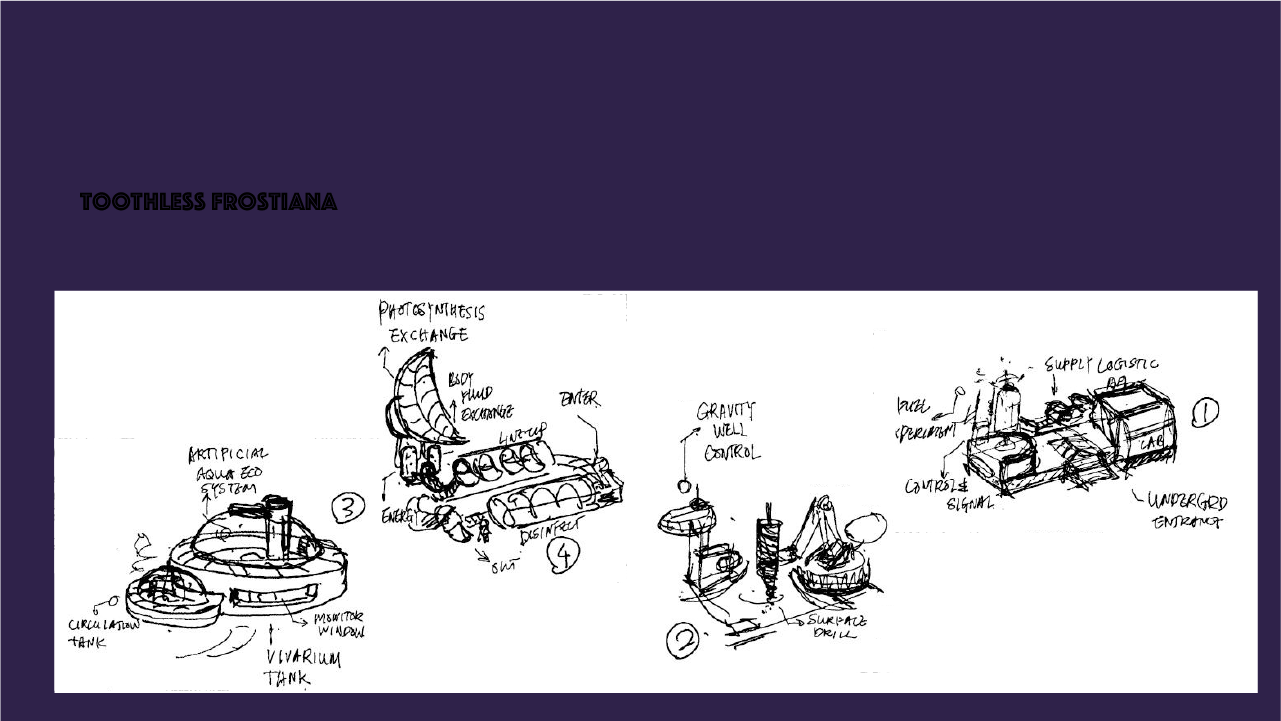 TOOTHLESS FROSTIANA
PHOTOSYNTHESIS
EXCHANGE
BODY
FLUID
EXCHANGE
LINE-UP
ENTER
ENERGY
DISINFECT
OUT
4
ARTIFICIAL
AQUA ECO
SYSTEM
3
CIRCULATION
TANK
MONITOR
WINDOW
VIVARIUM
TANK
GRAVITY
WELL
CONTROL
SURFACE
DRILL
2
SUPPLY LOGISTIC
1
FUEL
LAB
CONTROL &
SIGNAL
UNDERGRD
ENTRANCE